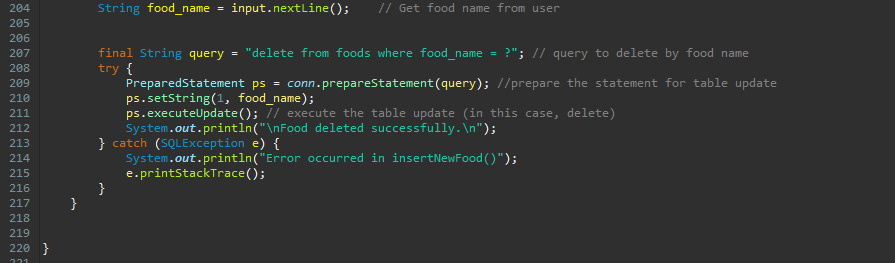 204 String food_name = input.nextLine(); // Get food name from user
205
206
207 final String query = "delete from foods where food_name = ?"; // query to delete by food name
208 try {
209 PreparedStatement ps = conn.prepareStatement(query); //prepare the statement for table update
210 ps.setString(1, food_name);
211 ps.executeUpdate(); // execute the table update (in this case, delete)
212 System.out.println("\nFood deleted successfully.\n");
213 } catch (SQLException e) {
214 System.out.println("Error occurred in insertNewFood()");
215 e.printStackTrace();
216 }
217 }
218
219
220 }
221